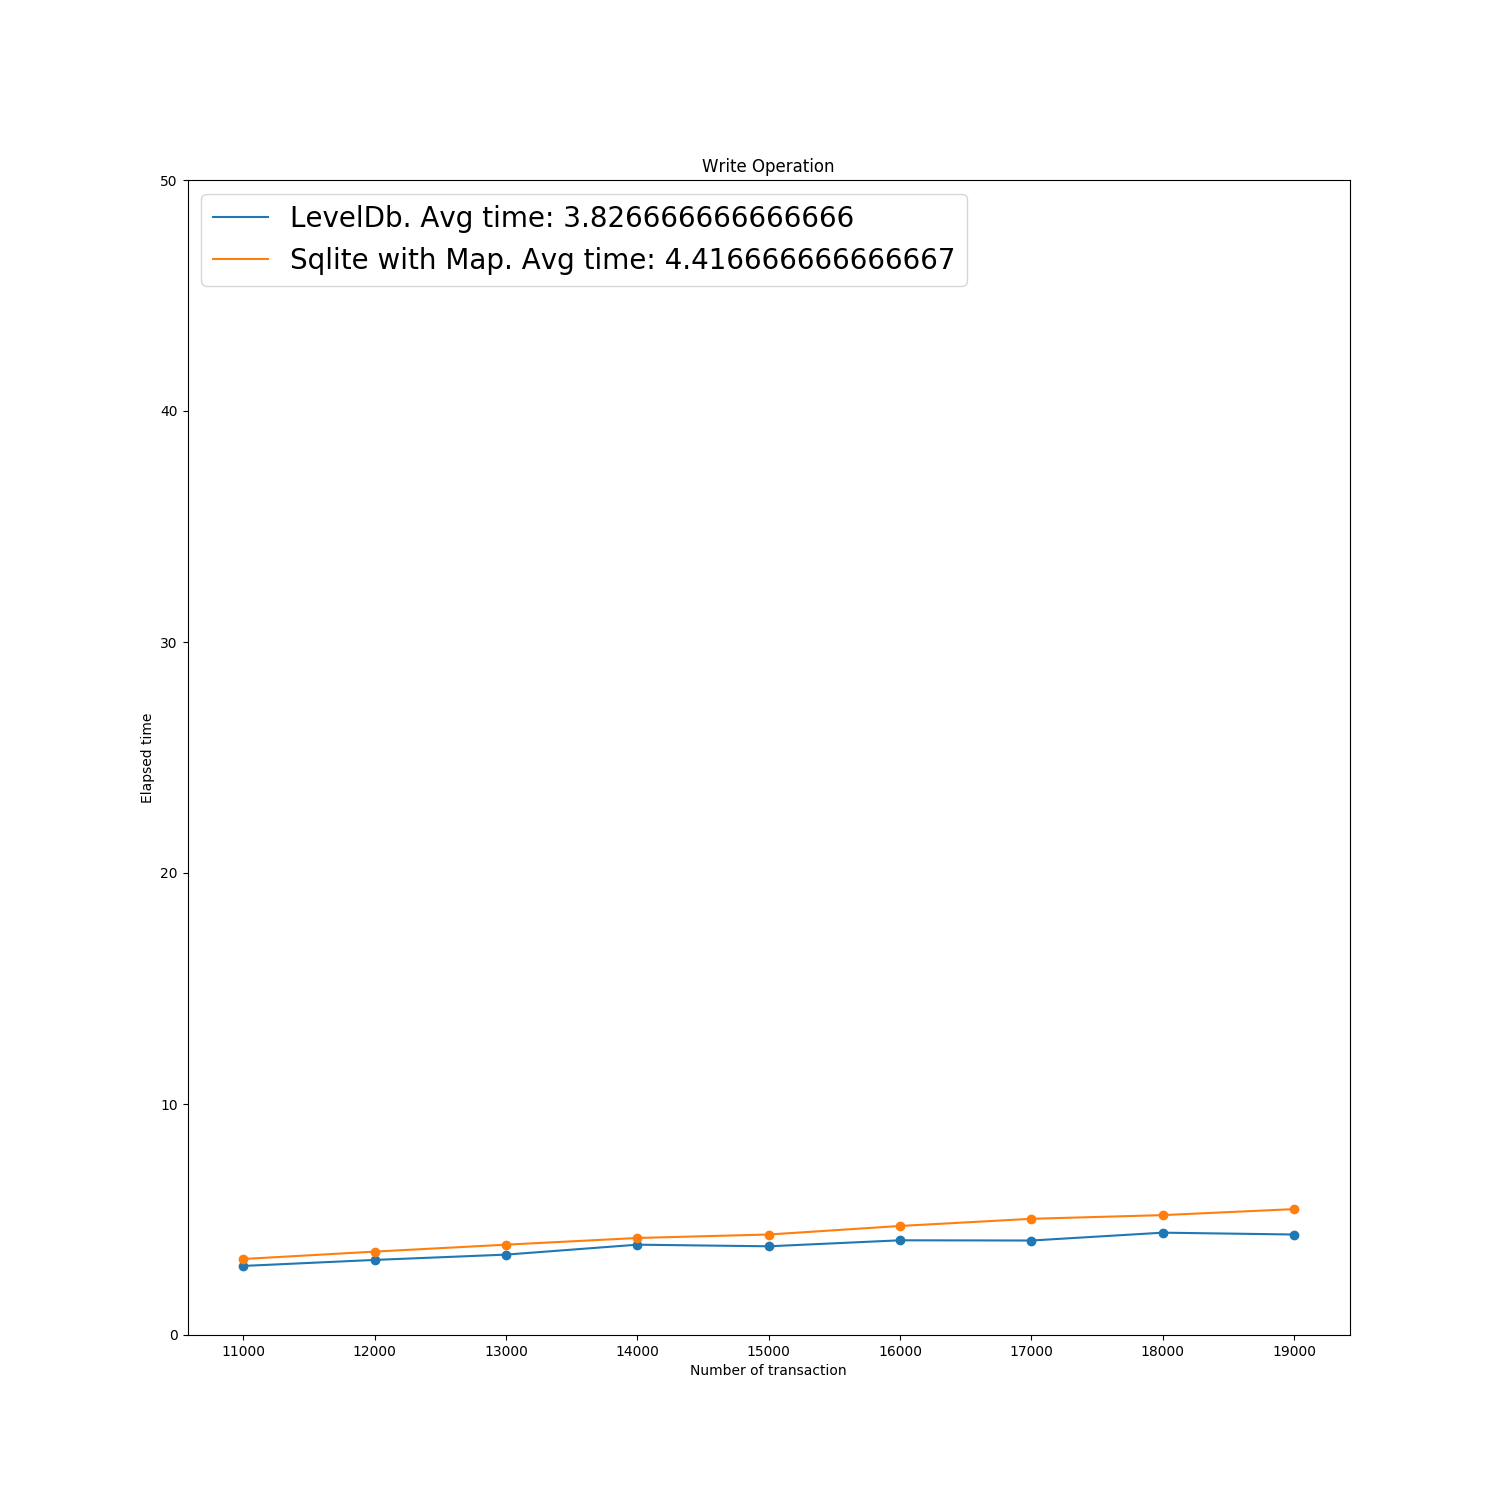 Write Operation
50
LevelDb. Avg time: 3.826666666666666
Sqlite with Map. Avg time: 4.416666666666667
40
30
Elapsed time
20
10
0
11000 12000 13000 14000 15000 16000 17000 18000 19000
Number of transaction